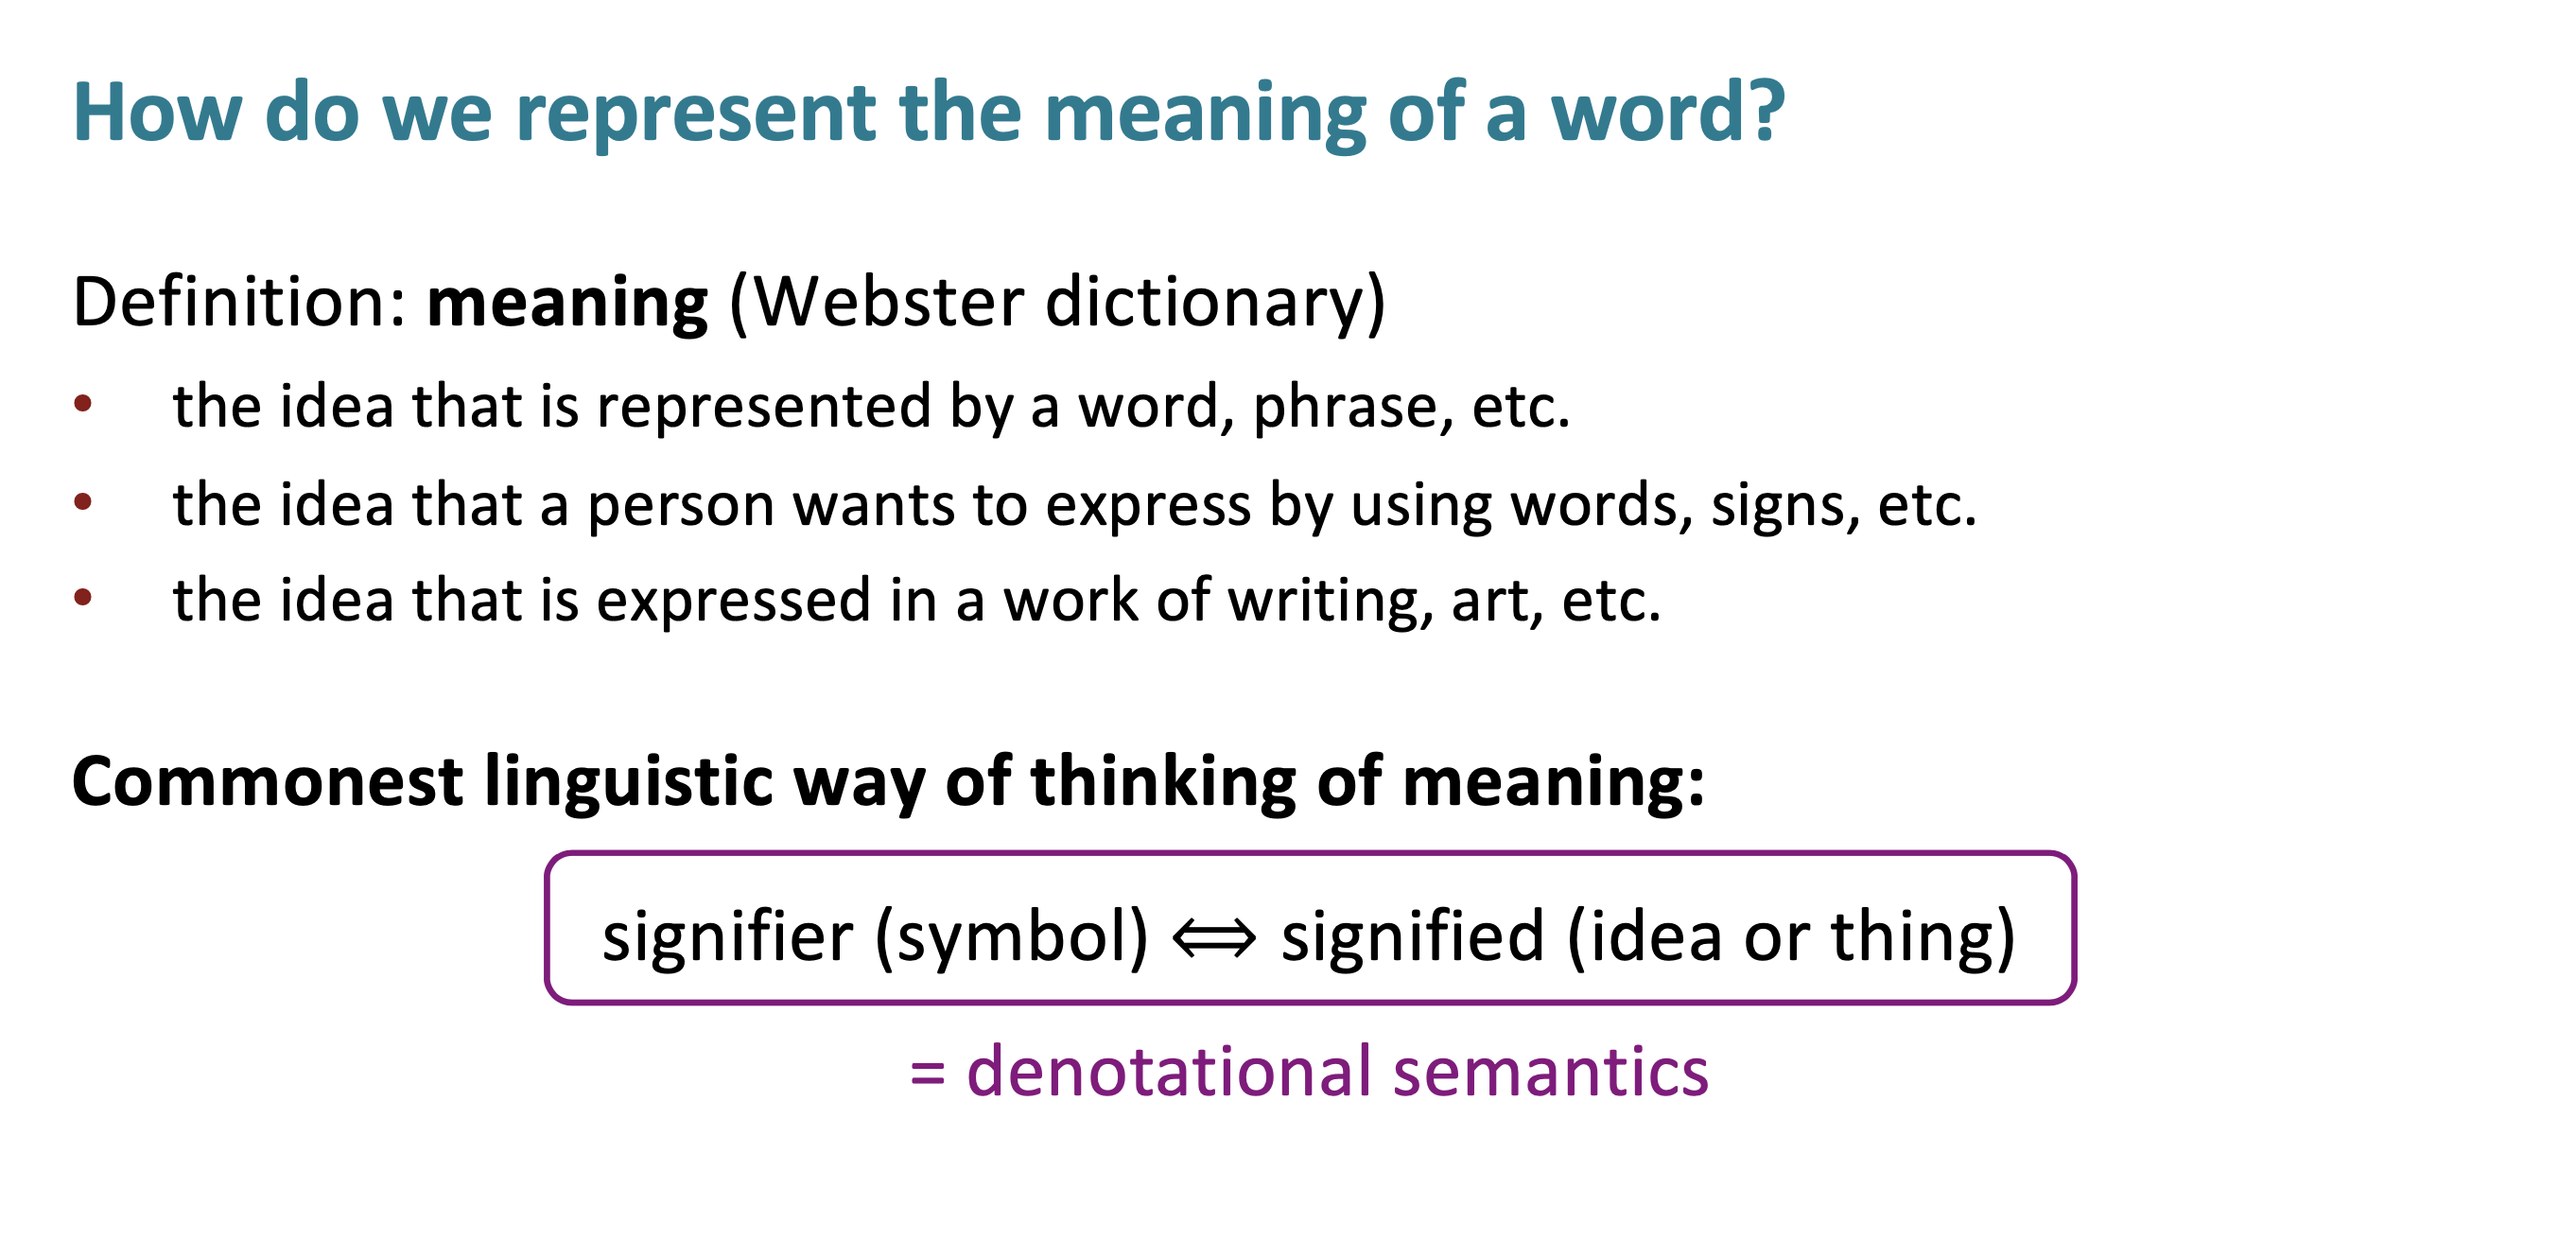 How do we represent the meaning of a word?
Definition: meaning (Webster dictionary)
• the idea that is represented by a word, phrase, etc.
• the idea that a person wants to express by using words, signs, etc.
• the idea that is expressed in a work of writing, art, etc.
Commonest linguistic way of thinking of meaning:
signifier (symbol) ⟺ signified (idea or thing)
= denotational semantics